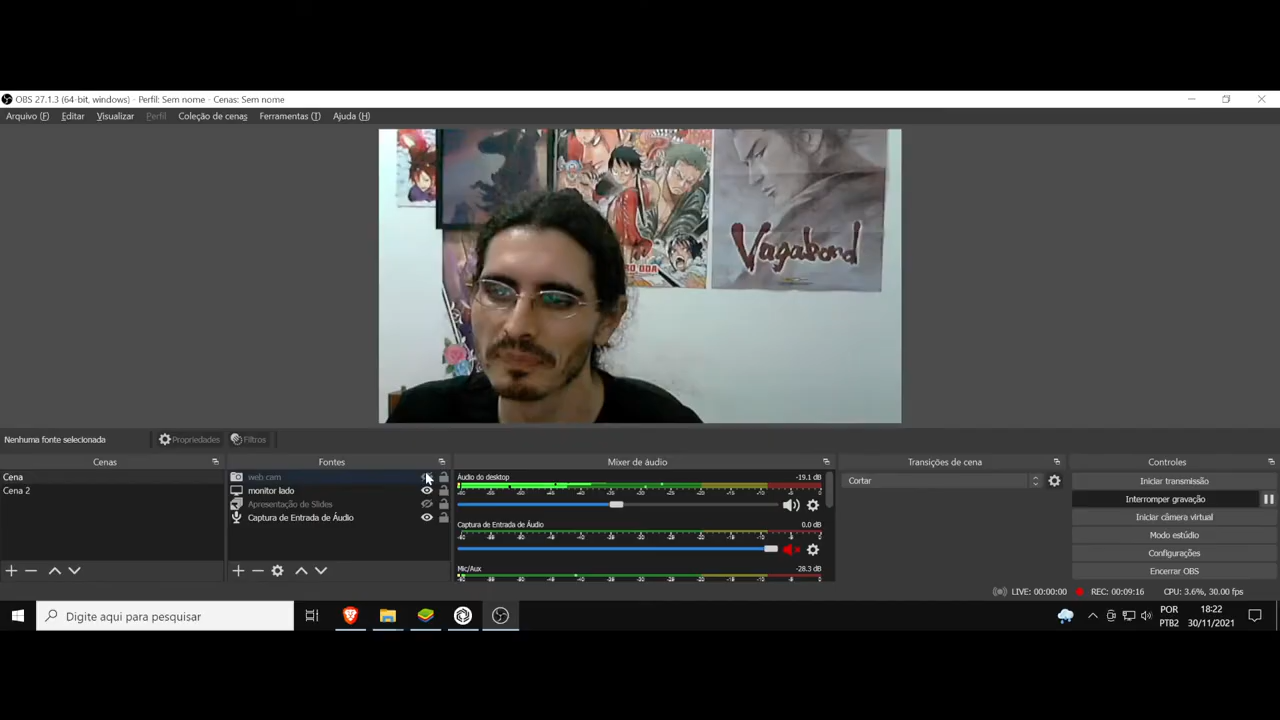 OBS 27.1.3 (64-bit, windows) - Perfil: Sem nome - Cenas: Sem nome
Arquivo (F) Editar Visualizar Perfil Coleção de cenas Ferramentas (T) Ajuda (H)
Vagabond
Nenhuma fonte selecionada Propriedades Filtros
Cenas
Cena
Cena 2
Fontes
web cam
monitor lado
Apresentação de Slides
Captura de Entrada de Áudio
Mixer de áudio
Áudio do desktop -19.1 dB
Captura de Entrada de Áudio 0.0 dB
Mic/Aux -28.3 dB
Transições de cena
Cortar
Controles
Iniciar transmissão
Interromper gravação
Iniciar câmera virtual
Modo estúdio
Configurações
Encerrar OBS
LIVE: 00:00:00 REC: 00:09:16 CPU: 3.6%, 30.00 fps
Digite aqui para pesquisar
POR
PTB2
18:22
30/11/2021